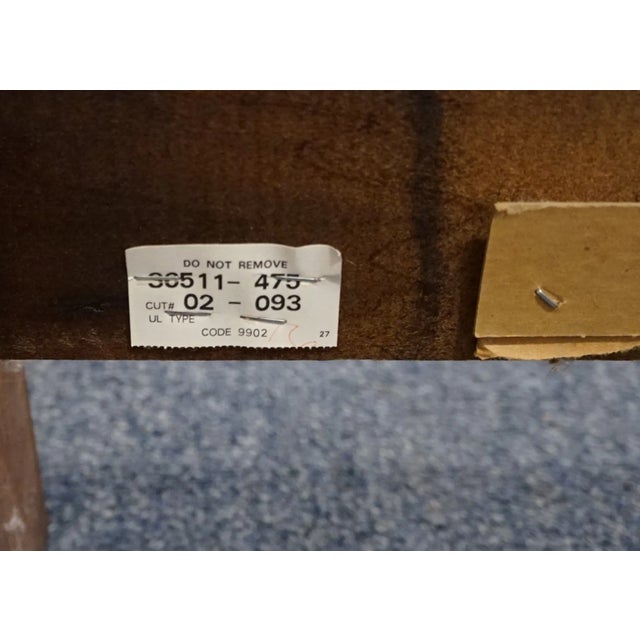 DO NOT REMOVE
36511- 475
CUT# 02 - 093
UL TYPE
CODE 9902
27